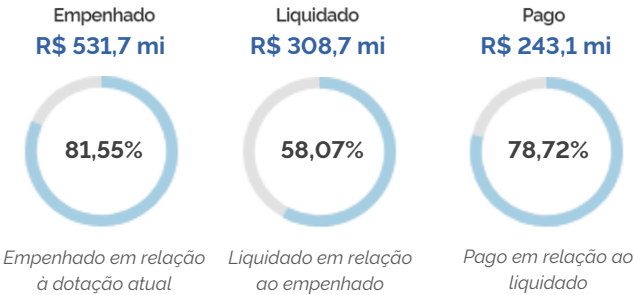 Empenhado
R$ 531,7 mi
81,55%
Empenhado em relação
à dotação atual
Liquidado
R$ 308,7 mi
58,07%
Liquidado em relação
ao empenhado
Pago
R$ 243,1 mi
78,72%
Pago em relação ao
liquidado